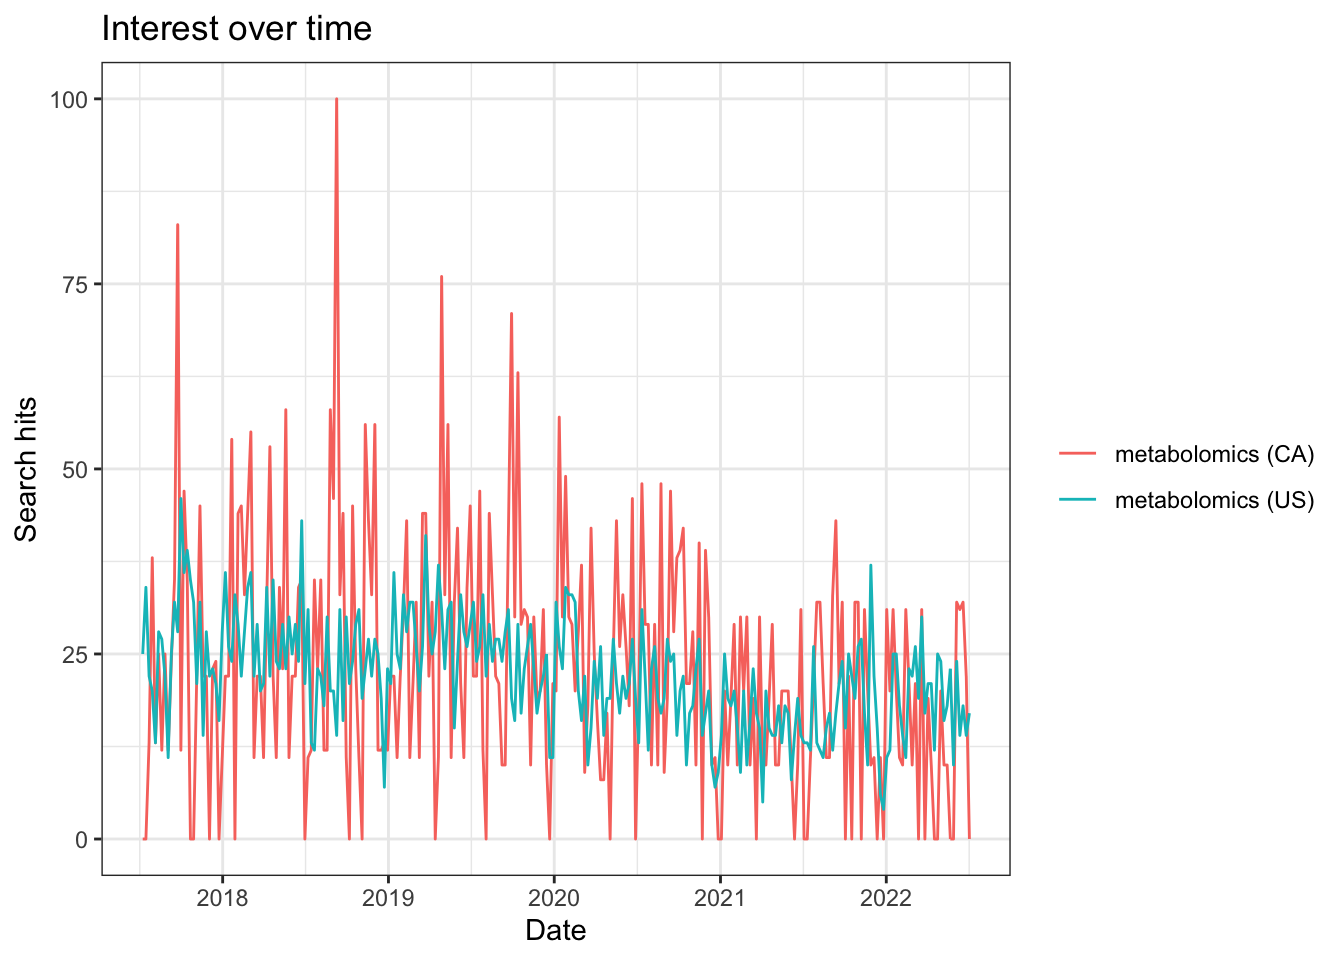 Interest over time
100
75
50
25
0
Search hits
2018 2019 2020 2021 2022
Date
metabolomics (CA)
metabolomics (US)